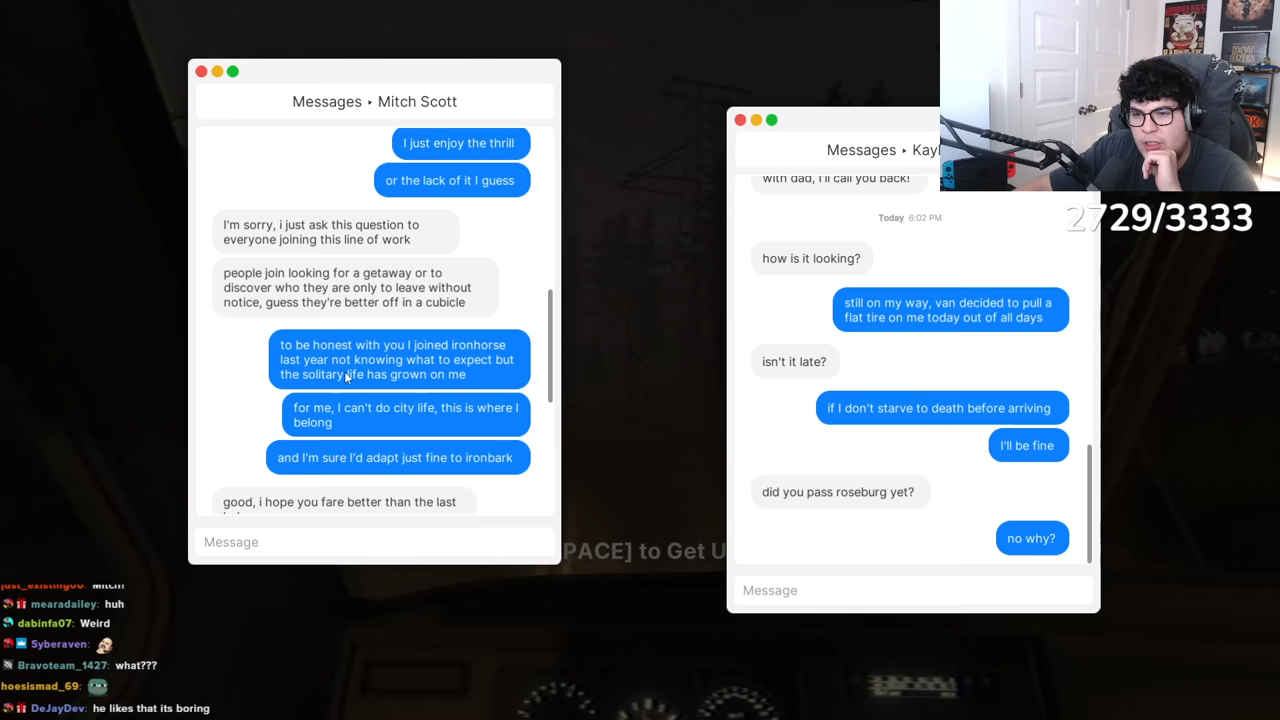 Messages ‣ Mitch Scott
I just enjoy the thrill
or the lack of it I guess
I'm sorry, i just ask this question to
everyone joining this line of work
people join looking for a getaway or to
discover who they are only to leave without
notice, guess they're better off in a cubicle
to be honest with you I joined ironhorse
last year not knowing what to expect but
the solitary life has grown on me
for me, I can't do city life, this is where I
belong
and I'm sure I'd adapt just fine to ironbark
good, i hope you fare better than the last
Message
Messages ‣ Kayl
with dad, I'll call you back!
Today 6:02 PM
how is it looking?
still on my way, van decided to pull a
flat tire on me today out of all days
isn't it late?
if I don't starve to death before arriving
I'll be fine
did you pass roseburg yet?
no why?
Message
PACE] to Get U
2729/3333
just_existing00: Mitch!
mearadailey: huh
dabinfa07: Weird
Syberaven:
Bravoteam_1427: what???
hoesismad_69:
DeJayDev: he likes that its boring